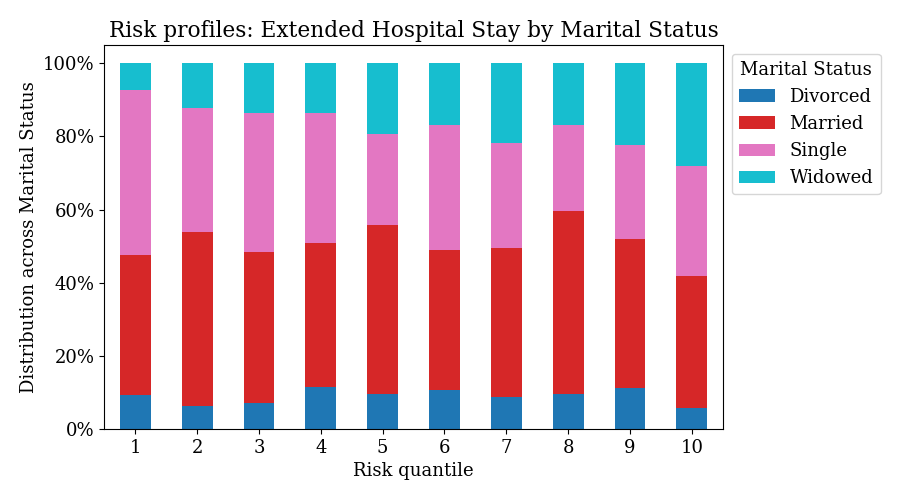 Risk profiles: Extended Hospital Stay by Marital Status
Distribution across Marital Status
100%
80%
60%
40%
20%
0%
1 2 3 4 5 6 7 8 9 10
Risk quantile
Marital Status
Divorced
Married
Single
Widowed